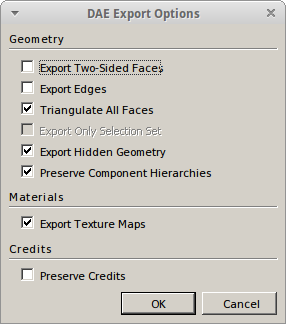 DAE Export Options
Geometry
Export Two-Sided Faces
Export Edges
Triangulate All Faces
Export Only Selection Set
Export Hidden Geometry
Preserve Component Hierarchies
Materials
Export Texture Maps
Credits
Preserve Credits
OK
Cancel